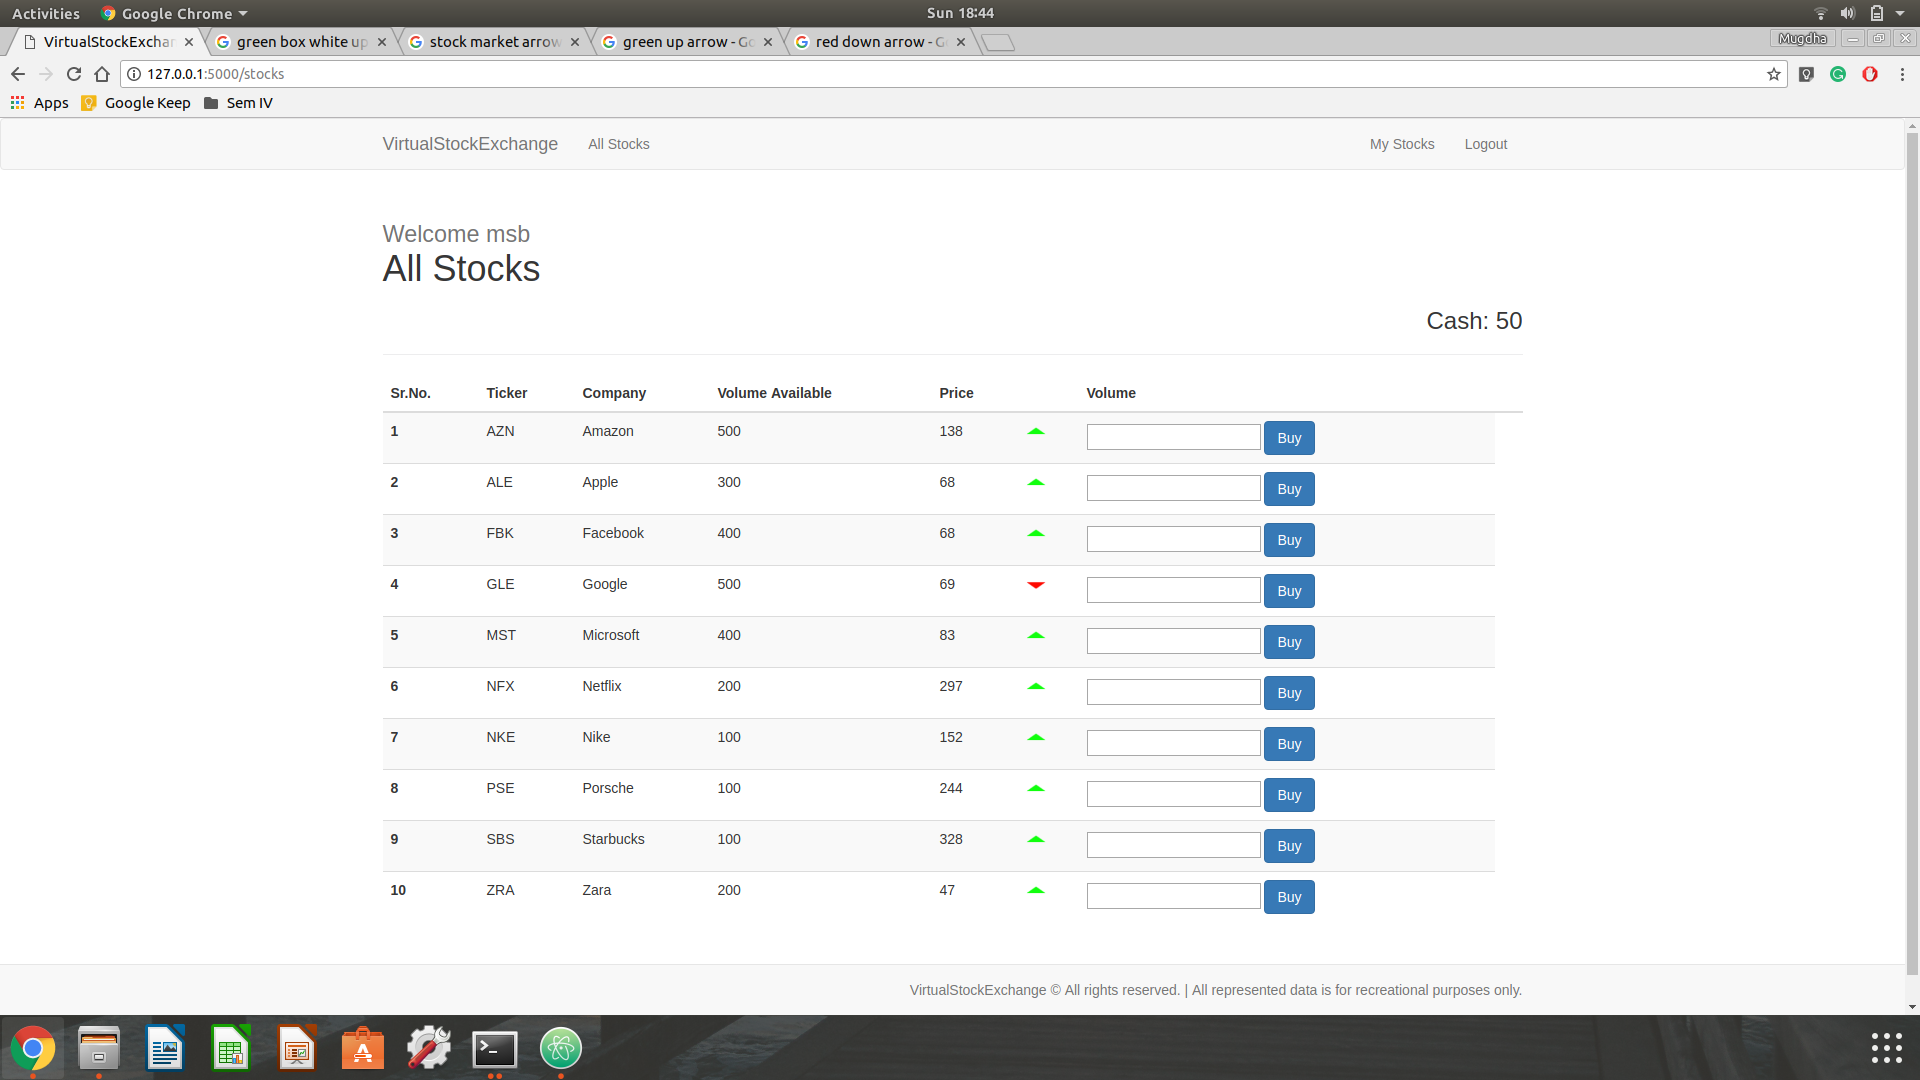 Activities Google Chrome Sun 18:44
VirtualStockExchan green box white up stock market arrow green up arrow - Go red down arrow - G Mugdha
127.0.0.1:5000/stocks
Apps Google Keep Sem IV
VirtualStockExchange All Stocks My Stocks Logout
Welcome msb
All Stocks
Cash: 50
Sr.No. Ticker Company Volume Available Price Volume
1 AZN Amazon 500 138 Buy
2 ALE Apple 300 68 Buy
3 FBK Facebook 400 68 Buy
4 GLE Google 500 69 Buy
5 MST Microsoft 400 83 Buy
6 NFX Netflix 200 297 Buy
7 NKE Nike 100 152 Buy
8 PSE Porsche 100 244 Buy
9 SBS Starbucks 100 328 Buy
10 ZRA Zara 200 47 Buy
VirtualStockExchange © All rights reserved. | All represented data is for recreational purposes only.